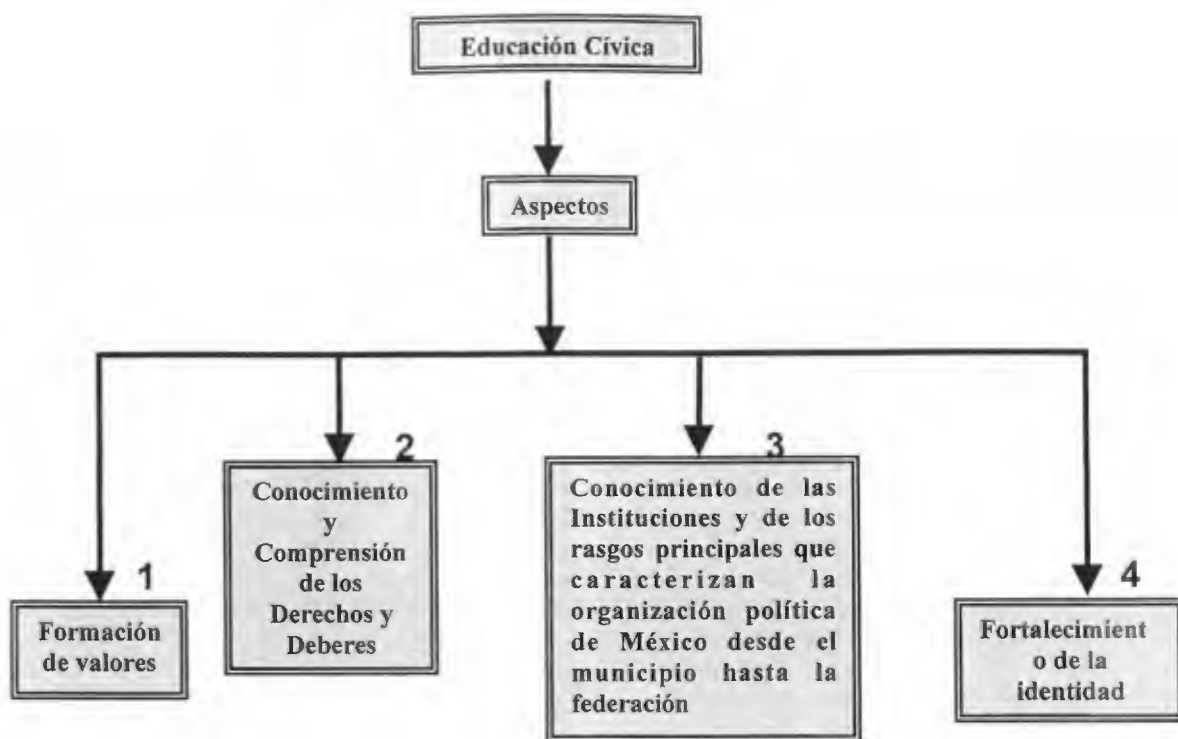 Educación Cívica
Aspectos
1
Formación
de valores
2
Conocimiento
y
Comprensión
de los
Derechos y
Deberes
3
Conocimiento de las
Instituciones y de los
rasgos principales que
caracterizan la
organización política
de México desde el
municipio hasta la
federación
4
Fortalecimient
o de la
identidad